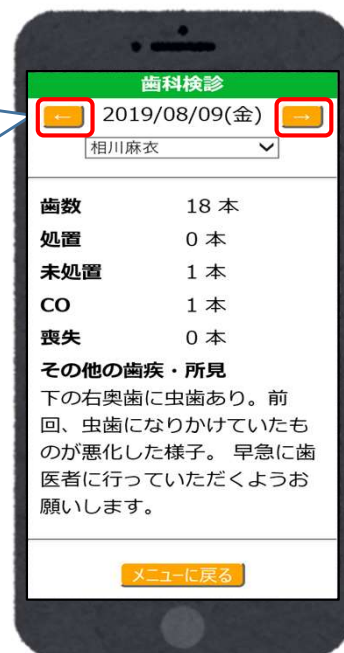 歯科検診
← 2019/08/09(金) →
相川麻衣
歯数 18 本
処置 0 本
未処置 1 本
CO 1 本
喪失 0 本
その他の歯疾・所見
下の右奥歯に虫歯あり。前
回、虫歯になりかけていたも
のが悪化した様子。 早急に歯
医者に行っていただくようお
願いします。
メニューに戻る